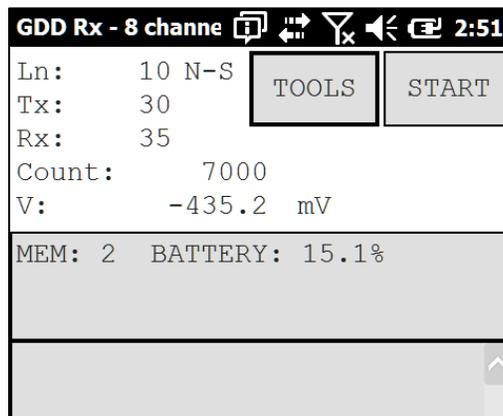 GDD Rx - 8 channe 2:51
Ln: 10 N-S
TOOLS START
Tx: 30
Rx: 35
Count: 7000
V: -435.2 mV
MEM: 2 BATTERY: 15.1%